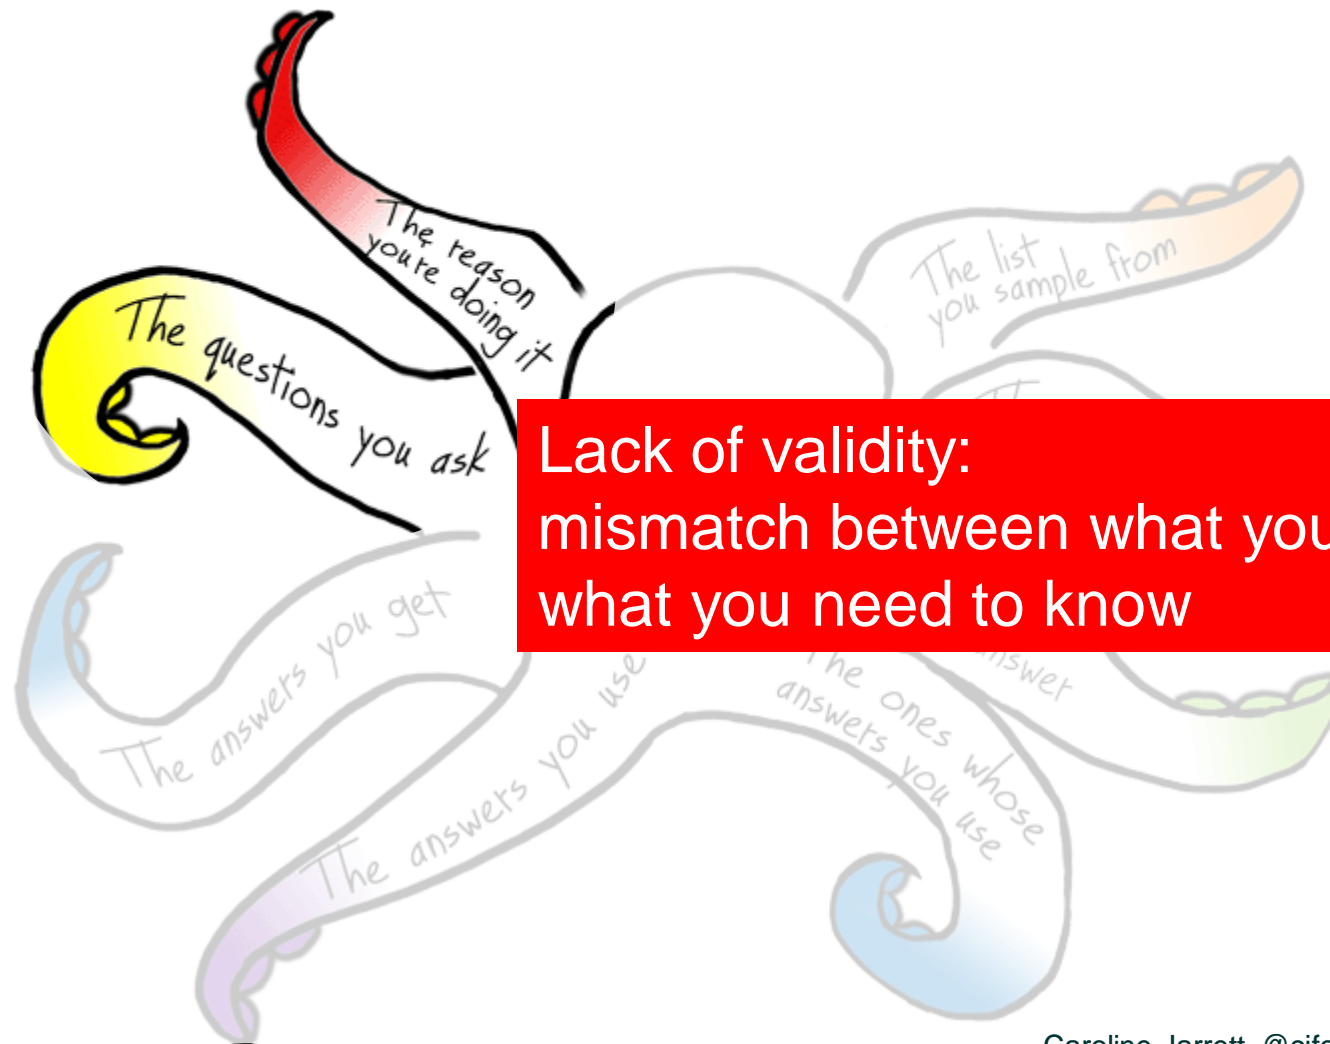 The reason
you're doing it
The list
you sample from
The questions you ask
Lack of validity:
mismatch between what you
what you need to know
The answers you get
The answers you use
The ones whose
answers you use
answer
Caroline Jarrett